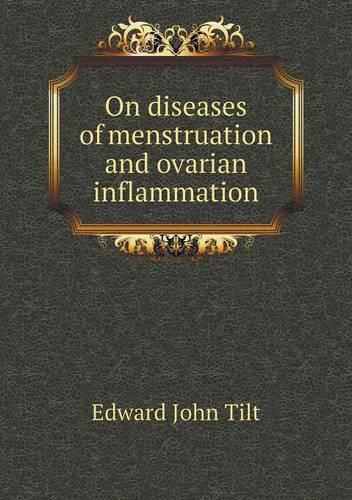 On diseases
of menstruation
and ovarian
inflammation
Edward John Tilt